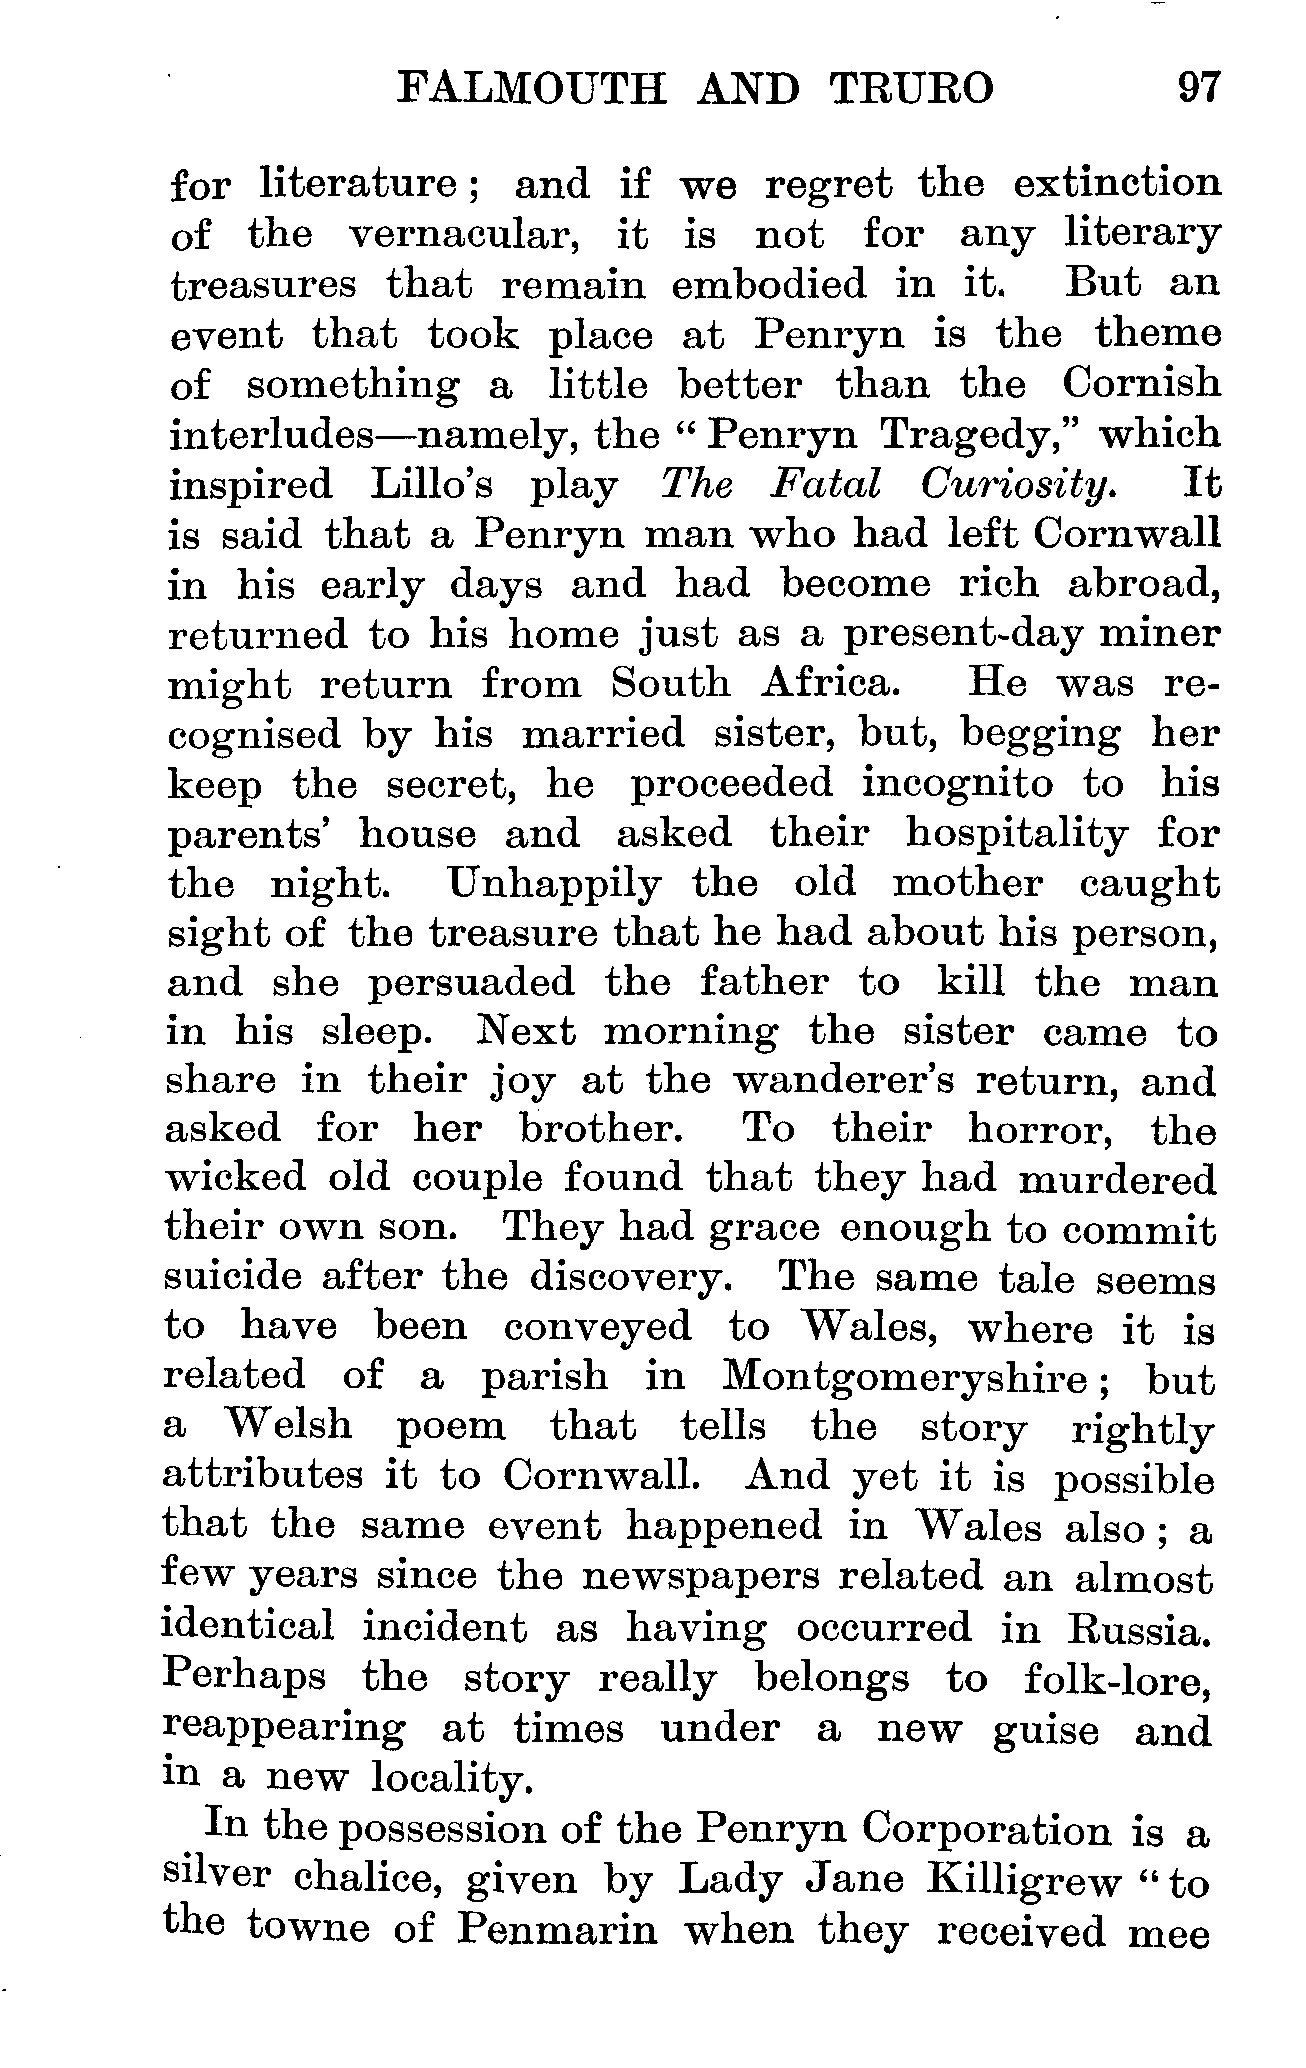 FALMOUTH AND TRURO 97
for literature; and if we regret the extinction
of the vernacular, it is not for any literary
treasures that remain embodied in it. But an
event that took place at Penryn is the theme
of something a little better than the Cornish
interludes—namely, the “Penryn Tragedy,” which
inspired Lillo’s play The Fatal Curiosity. It
is said that a Penryn man who had left Cornwall
in his early days and had become rich abroad,
returned to his home just as a present-day miner
might return from South Africa. He was re-
cognised by his married sister, but, begging her
keep the secret, he proceeded incognito to his
parents’ house and asked their hospitality for
the night. Unhappily the old mother caught
sight of the treasure that he had about his person,
and she persuaded the father to kill the man
in his sleep. Next morning the sister came to
share in their joy at the wanderer’s return, and
asked for her brother. To their horror, the
wicked old couple found that they had murdered
their own son. They had grace enough to commit
suicide after the discovery. The same tale seems
to have been conveyed to Wales, where it is
related of a parish in Montgomeryshire; but
a Welsh poem that tells the story rightly
attributes it to Cornwall. And yet it is possible
that the same event happened in Wales also; a
few years since the newspapers related an almost
identical incident as having occurred in Russia.
Perhaps the story really belongs to folk-lore,
reappearing at times under a new guise and
in a new locality.
In the possession of the Penryn Corporation is a
silver chalice, given by Lady Jane Killigrew “to
the towne of Penmarin when they received mee